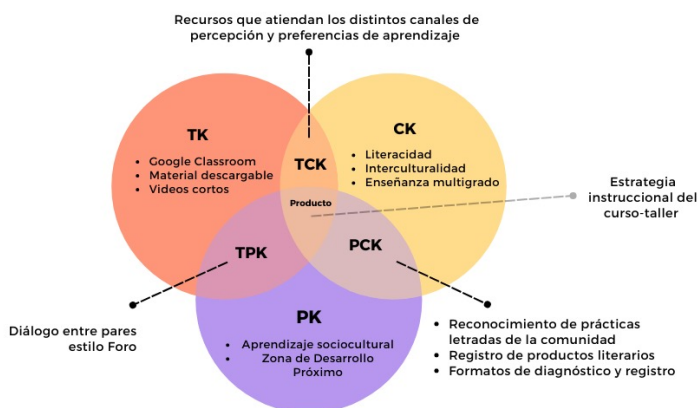 Recursos que atiendan los distintos canales de
percepción y preferencias de aprendizaje
TK
• Google Classroom
• Material descargable
• Videos cortos
CK
• Literacidad
• Interculturalidad
• Enseñanza multigrado
TCK
Producto
Estrategia
instruccional del
curso-taller
TPK
PCK
PK
• Aprendizaje sociocultural
• Zona de Desarrollo
Próximo
Diálogo entre pares
estilo Foro
• Reconocimiento de prácticas
letradas de la comunidad
• Registro de productos literarios
• Formatos de diagnóstico y registro